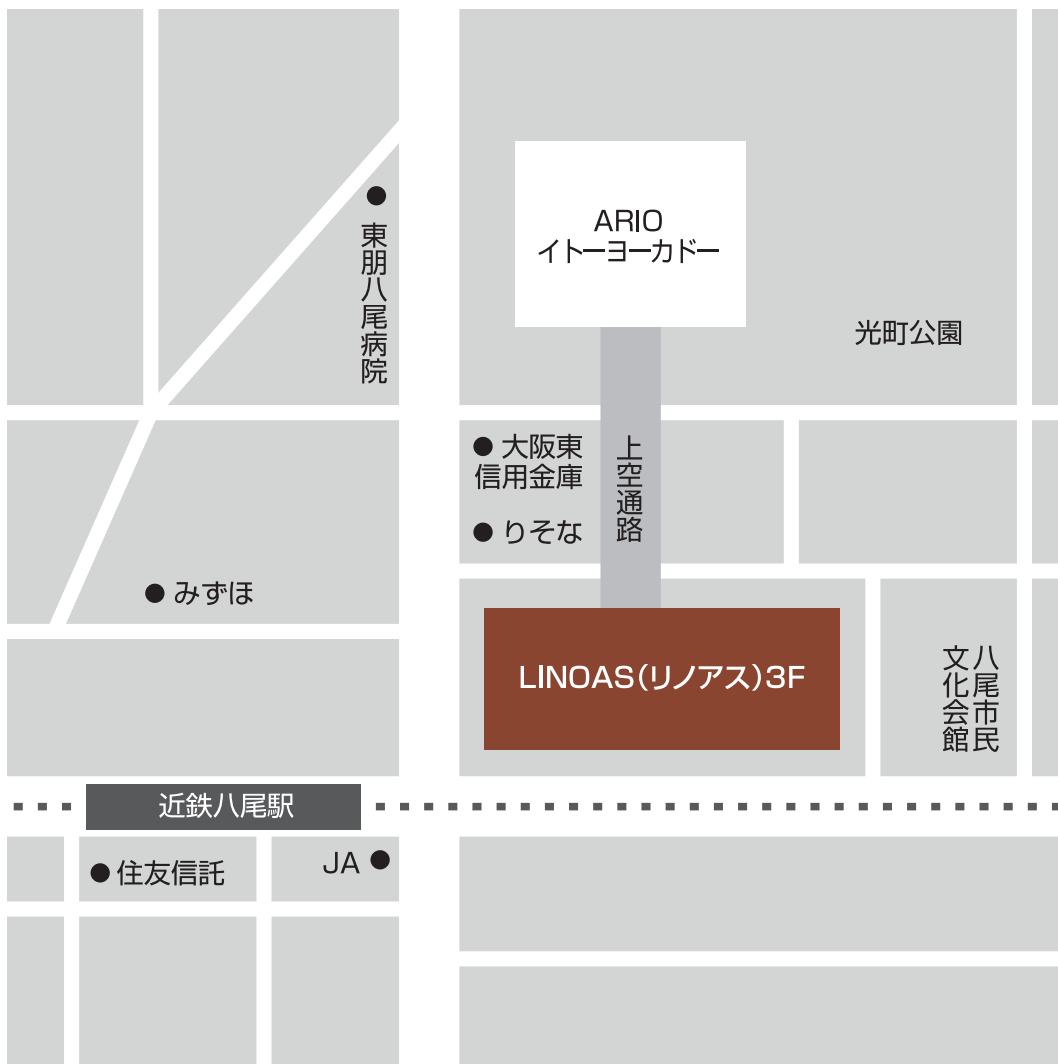 東朋八尾病院
ARIO
イトーヨーカドー
光町公園
大阪東
信用金庫
りそな
上空通路
みずほ
LINOAS(リノアス)3F
八尾市民
文化会館
近鉄八尾駅
住友信託
JA